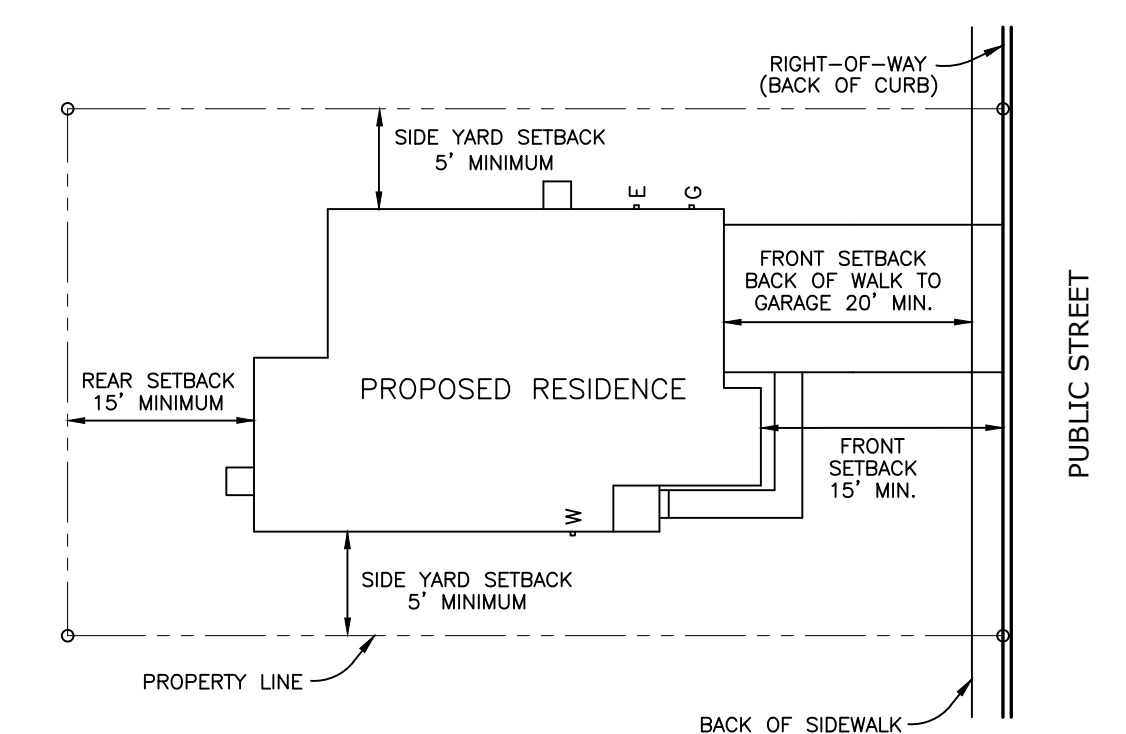 RIGHT-OF-WAY
(BACK OF CURB)
SIDE YARD SETBACK
5' MINIMUM
E
G
FRONT SETBACK
BACK OF WALK TO
GARAGE 20' MIN.
PUBLIC STREET
REAR SETBACK
15' MINIMUM
PROPOSED RESIDENCE
FRONT
SETBACK
15' MIN.
W
SIDE YARD SETBACK
5' MINIMUM
PROPERTY LINE
BACK OF SIDEWALK